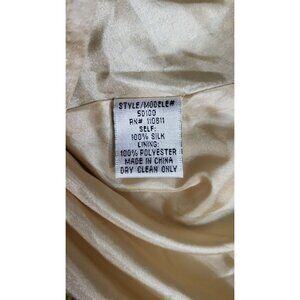 STYLE/MODELE#
50100
RN# 110811
SELF:
100% SILK
LINING:
100% POLYESTER
MADE IN CHINA
DRY CLEAN ONLY